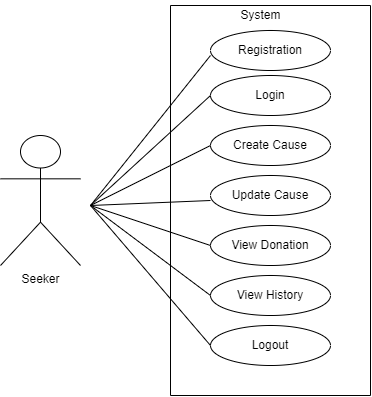 System
Registration
Login
Create Cause
Update Cause
View Donation
View History
Logout
Seeker